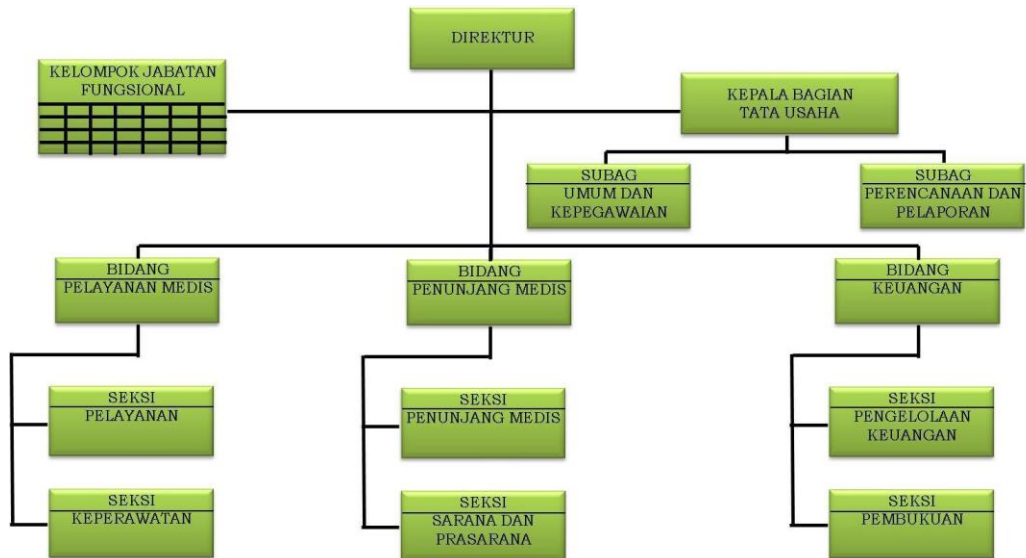 DIREKTUR
KELOMPOK JABATAN
FUNGSIONAL
KEPALA BAGIAN
TATA USAHA
SUBAG
UMUM DAN
KEPEGAWAIAN
SUBAG
PERENCANAAN DAN
PELAPORAN
BIDANG
PELAYANAN MEDIS
BIDANG
PENUNJANG MEDIS
BIDANG
KEUANGAN
SEKSI
PELAYANAN
SEKSI
PENUNJANG MEDIS
SEKSI
PENGELOLAAN
KEUANGAN
SEKSI
KEPERAWATAN
SEKSI
SARANA DAN
PRASARANA
SEKSI
PEMBUKUAN